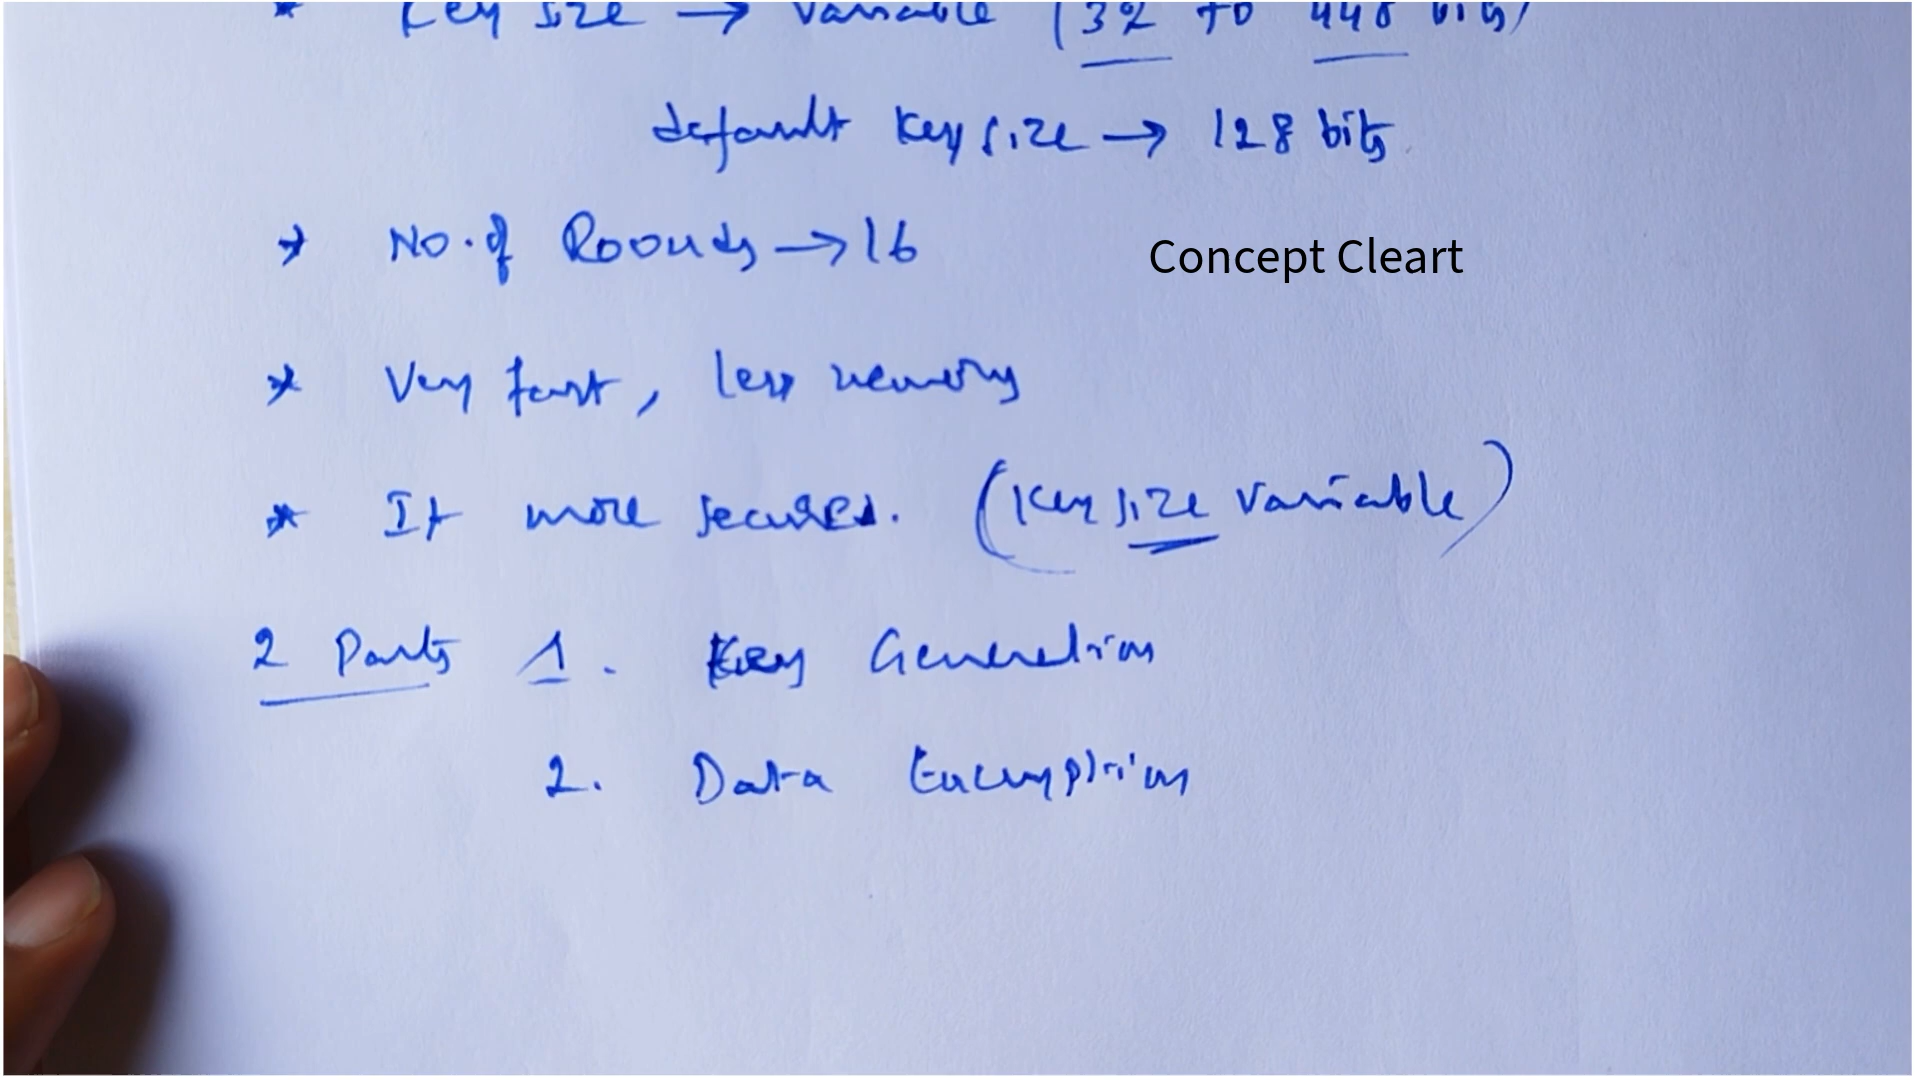 * Key size → Variable (32 to 448 bits)
default Key size → 128 bits
* No. of Roounds → 16
Concept Cleart
* Very fast, less memory
* It more secured. (Key size variable)
2 Parts 1. Key Generation
2. Data Encryption